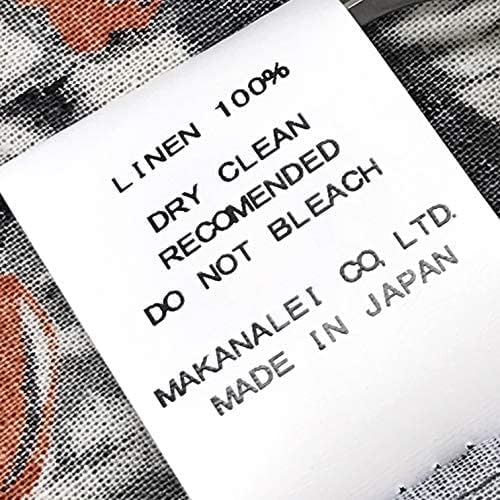 LINEN 100%
DRY CLEAN
RECOMENDED
DO NOT BLEACH
MAKANALEI CO, LTD.
MADE IN JAPAN